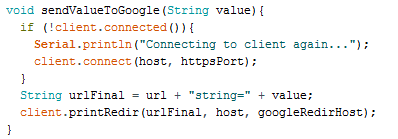 void sendValueToGoogle(String value){
  if (!client.connected()){
    Serial.println("Connecting to client again...");
    client.connect(host, httpsPort);
  }
  String urlFinal = url + "string=" + value;
  client.printRedir(urlFinal, host, googleRedirHost);
}